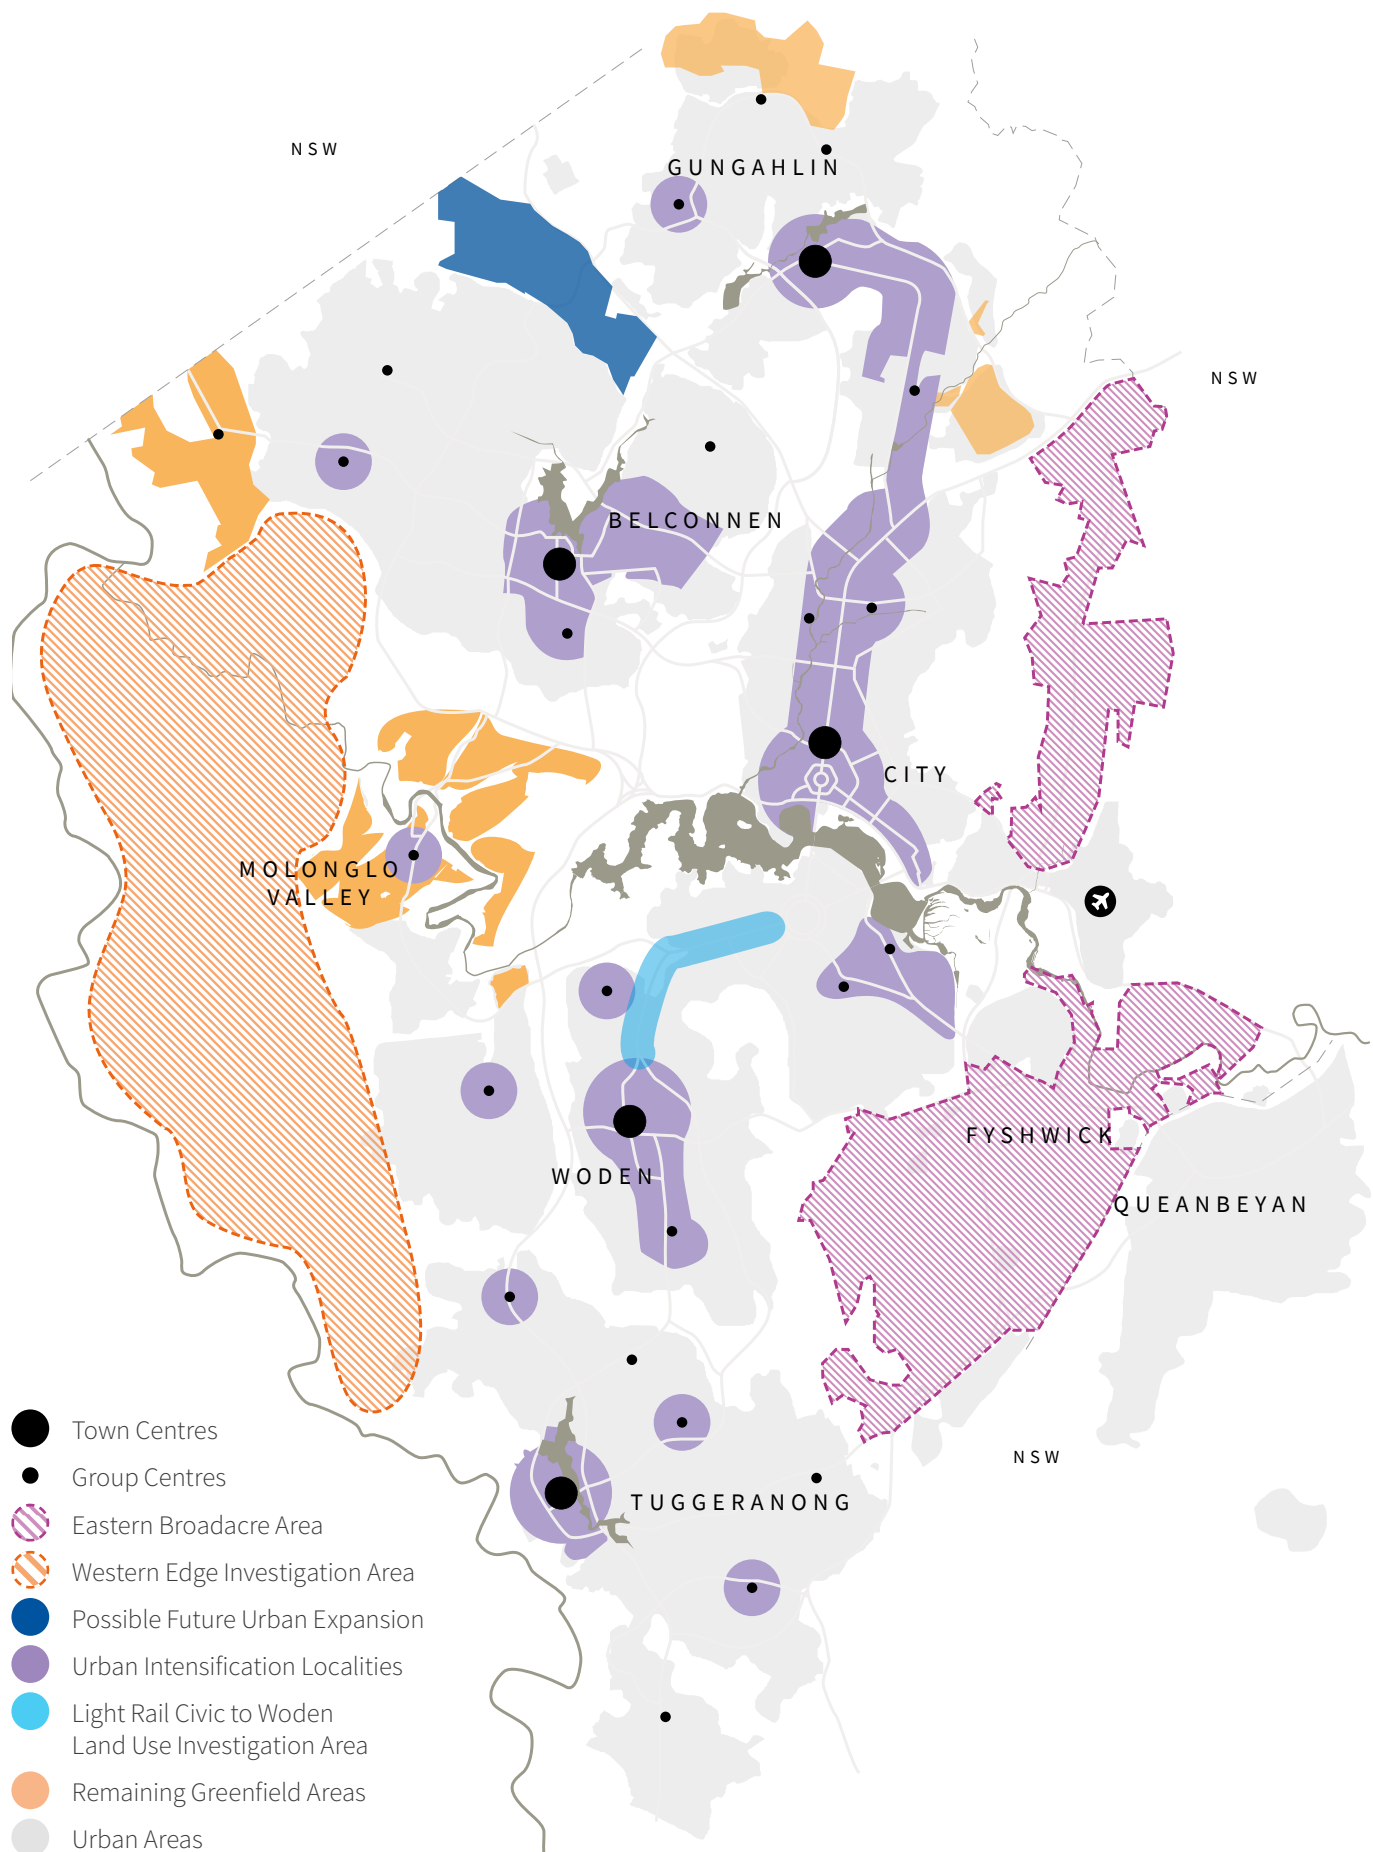 NSW
GUNGAHLIN
NSW
BELCONNEN
CITY
MOLONGLO
VALLEY
FYSHWICK
WODEN
QUEANBEYAN
NSW
TUGGERANONG
Town Centres
Group Centres
Eastern Broadacre Area
Western Edge Investigation Area
Possible Future Urban Expansion
Urban Intensification Localities
Light Rail Civic to Woden
Land Use Investigation Area
Remaining Greenfield Areas
Urban Areas